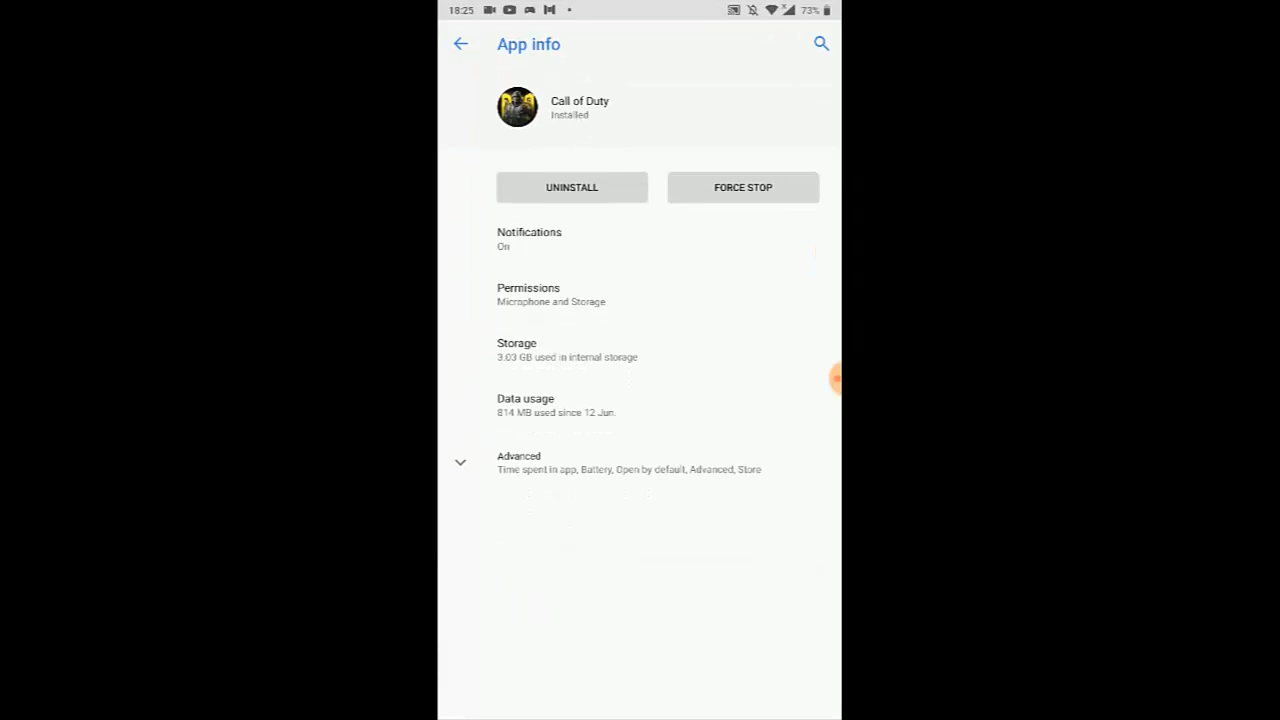 18:25
73%
App info
Call of Duty
Installed
UNINSTALL
FORCE STOP
Notifications
On
Permissions
Microphone and Storage
Storage
3.03 GB used in internal storage
Data usage
814 MB used since 12 Jun.
Advanced
Time spent in app, Battery, Open by default, Advanced, Store